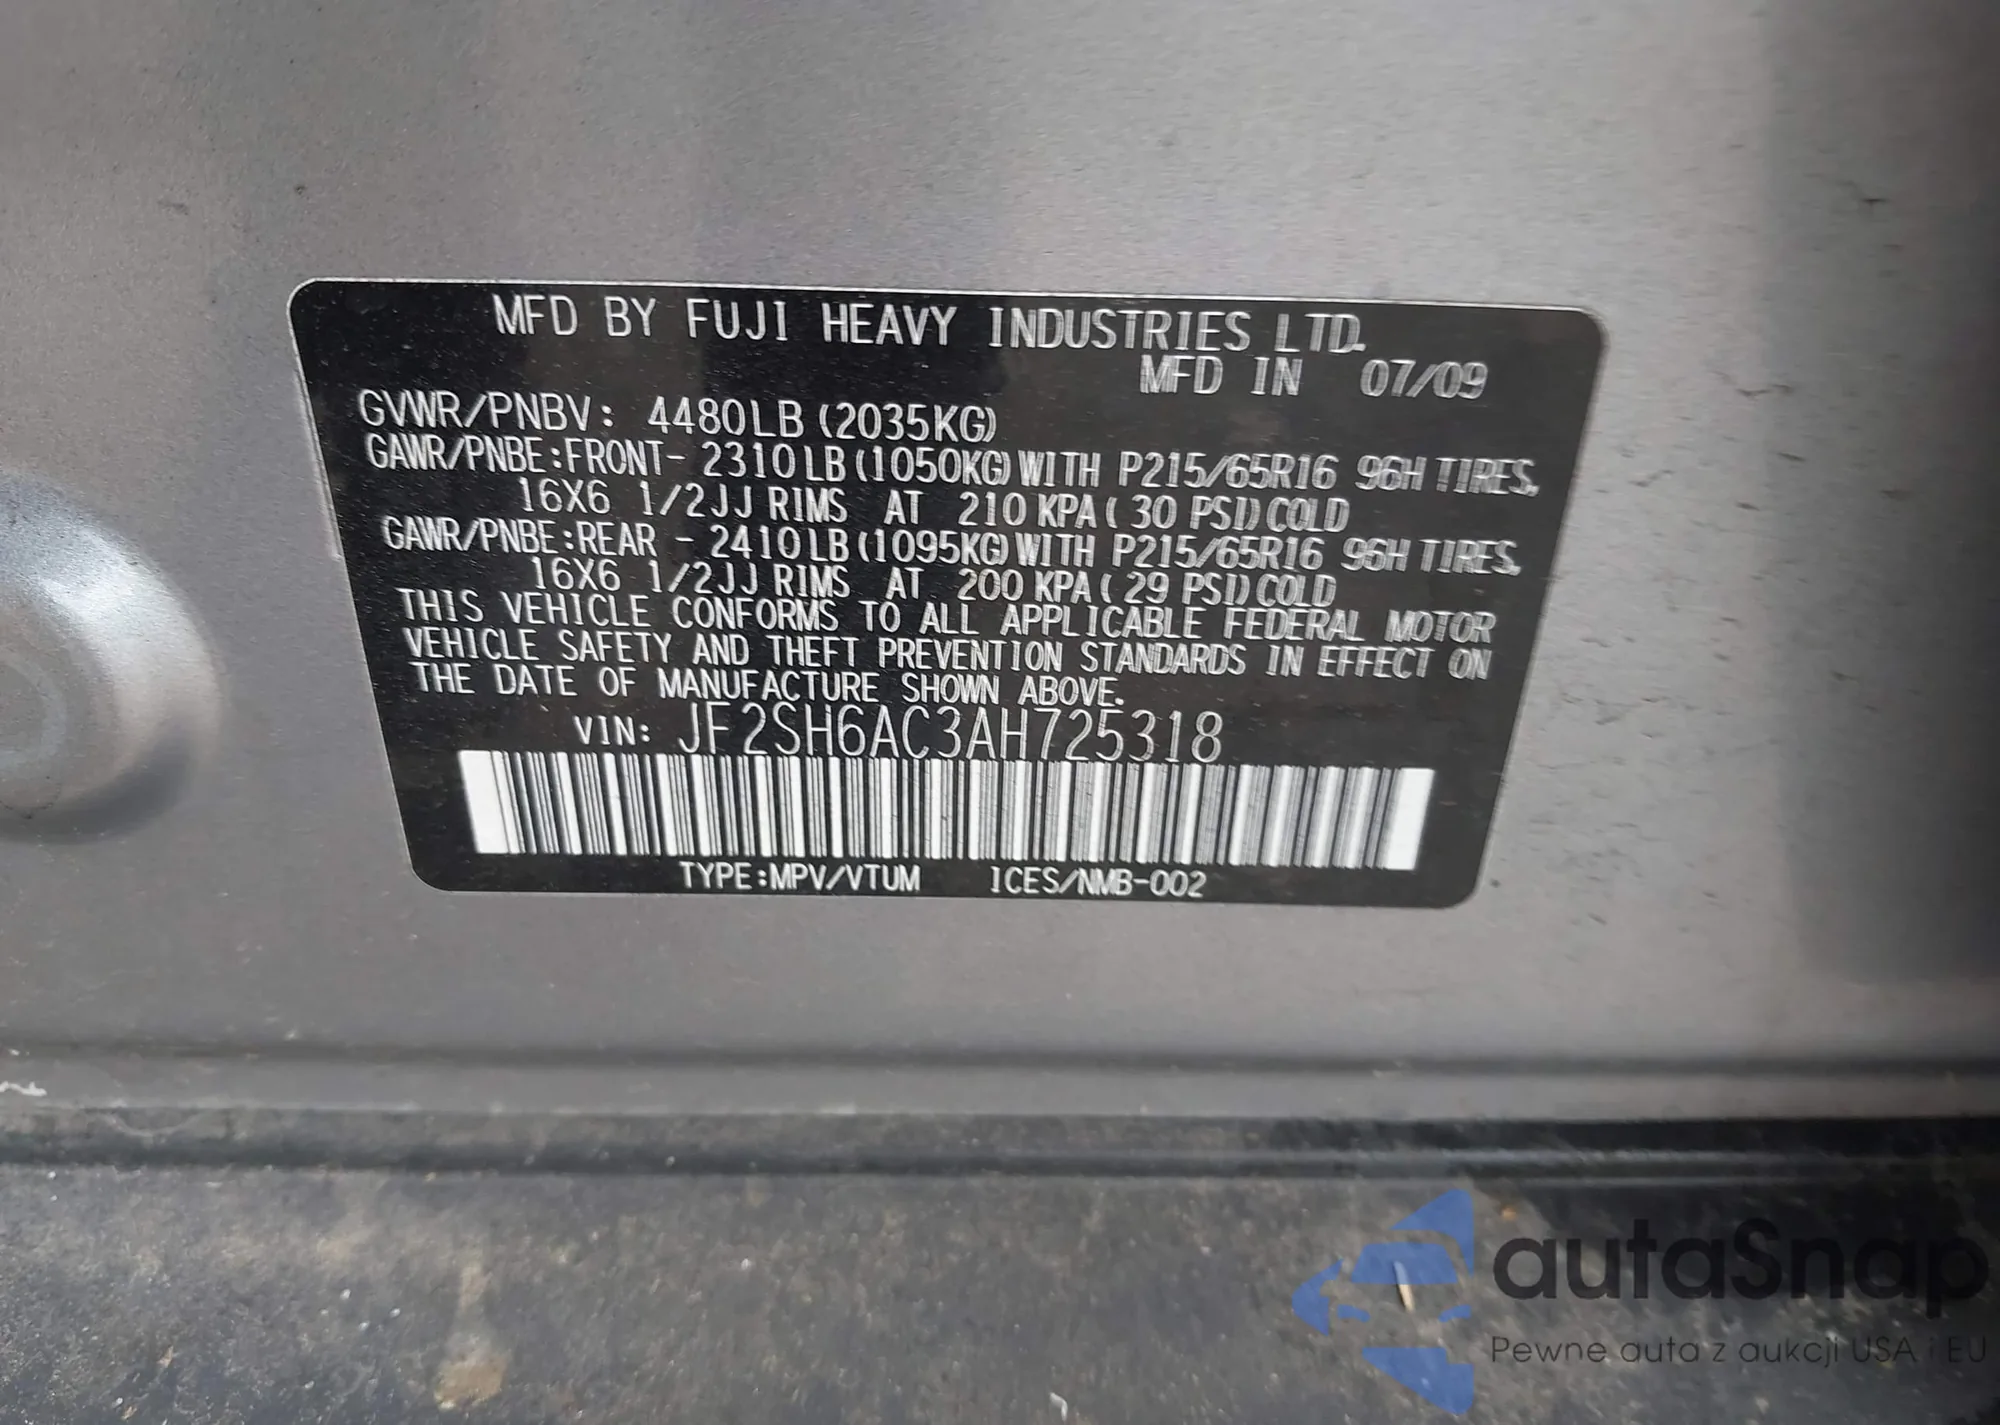 MFD BY FUJI HEAVY INDUSTRIES LTD.
MFD IN 07/09
GVWR/PNBV: 4480LB (2035KG)
GAWR/PNBE:FRONT- 2310LB (1050KG) WITH P215/65R16 96H TIRES,
16X6 1/2JJ RIMS AT 210 KPA ( 30 PSI) COLD
GAWR/PNBE:REAR - 2410LB (1095KG) WITH P215/65R16 96H TIRES,
16X6 1/2JJ RIMS AT 200 KPA ( 29 PSI) COLD
THIS VEHICLE CONFORMS TO ALL APPLICABLE FEDERAL MOTOR
VEHICLE SAFETY AND THEFT PREVENTION STANDARDS IN EFFECT ON
THE DATE OF MANUFACTURE SHOWN ABOVE.
VIN: JF2SH6AC3AH725318
TYPE:MPV/VTUM ICES/NMB-002
autaSnap
Pewne auta z aukcji USA i EU